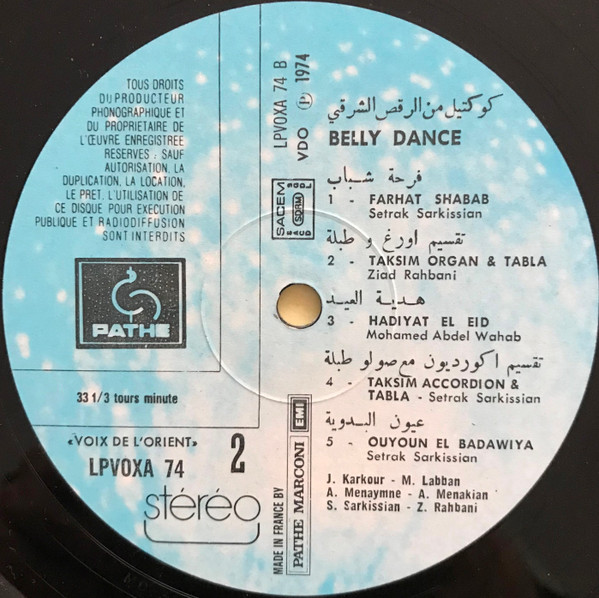 TOUS DROITS
DU PRODUCTEUR
PHONOGRAPHIQUE ET
DU PROPRIETAIRE DE
L'ŒUVRE ENREGISTREE
RESERVES : SAUF
AUTORISATION, LA
DUPLICATION, LA LOCATION,
LE PRET, L'UTILISATION DE
CE DISQUE POUR EXECUTION
PUBLIQUE ET RADIODIFFUSION
SONT INTERDITS
PATHE
33 1/3 tours minute
«VOIX DE L'ORIENT»
LPVOXA 74
2
stéréo
LPVOXA 74 B
VDO ℗ 1974
SACEM
SDRM
SACD
MADE IN FRANCE BY
PATHE MARCONI EMI
كوكتيل من الرقص الشرقي
BELLY DANCE
فرحة شباب
1 - FARHAT SHABAB
Setrak Sarkissian
تقسيم اورغ و طبلة
2 - TAKSIM ORGAN & TABLA
Ziad Rahbani
هدية العيد
3 - HADIYAT EL EID
Mohamed Abdel Wahab
تقسيم اكورديون مع صولو طبلة
4 - TAKSIM ACCORDION &
TABLA - Setrak Sarkissian
عيون البدوية
5 - OUYOUN EL BADAWIYA
Setrak Sarkissian
J. Karkour - M. Labban
A. Menaymne - A. Menakian
S. Sarkissian - Z. Rahbani